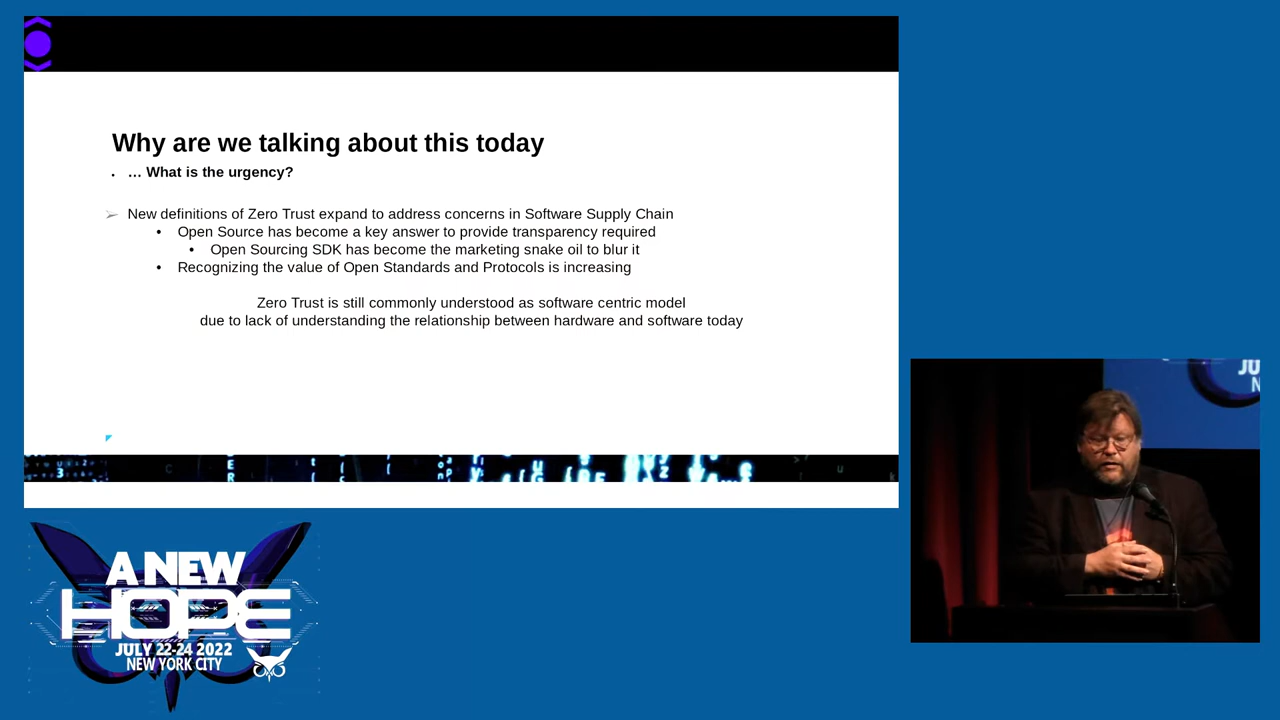 Why are we talking about this today
… What is the urgency?
New definitions of Zero Trust expand to address concerns in Software Supply Chain
Open Source has become a key answer to provide transparency required
Open Sourcing SDK has become the marketing snake oil to blur it
Recognizing the value of Open Standards and Protocols is increasing
Zero Trust is still commonly understood as software centric model
due to lack of understanding the relationship between hardware and software today
A NEW
HOPE
JULY 22-24 2022
NEW YORK CITY
JU
N